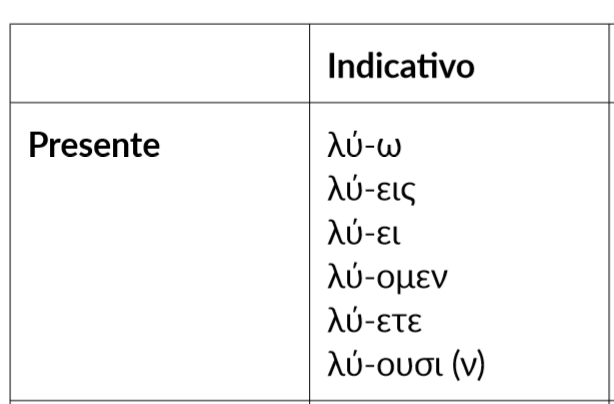 Indicativo
Presente
λύ-ω
λύ-εις
λύ-ει
λύ-ομεν
λύ-ετε
λύ-ουσι (ν)